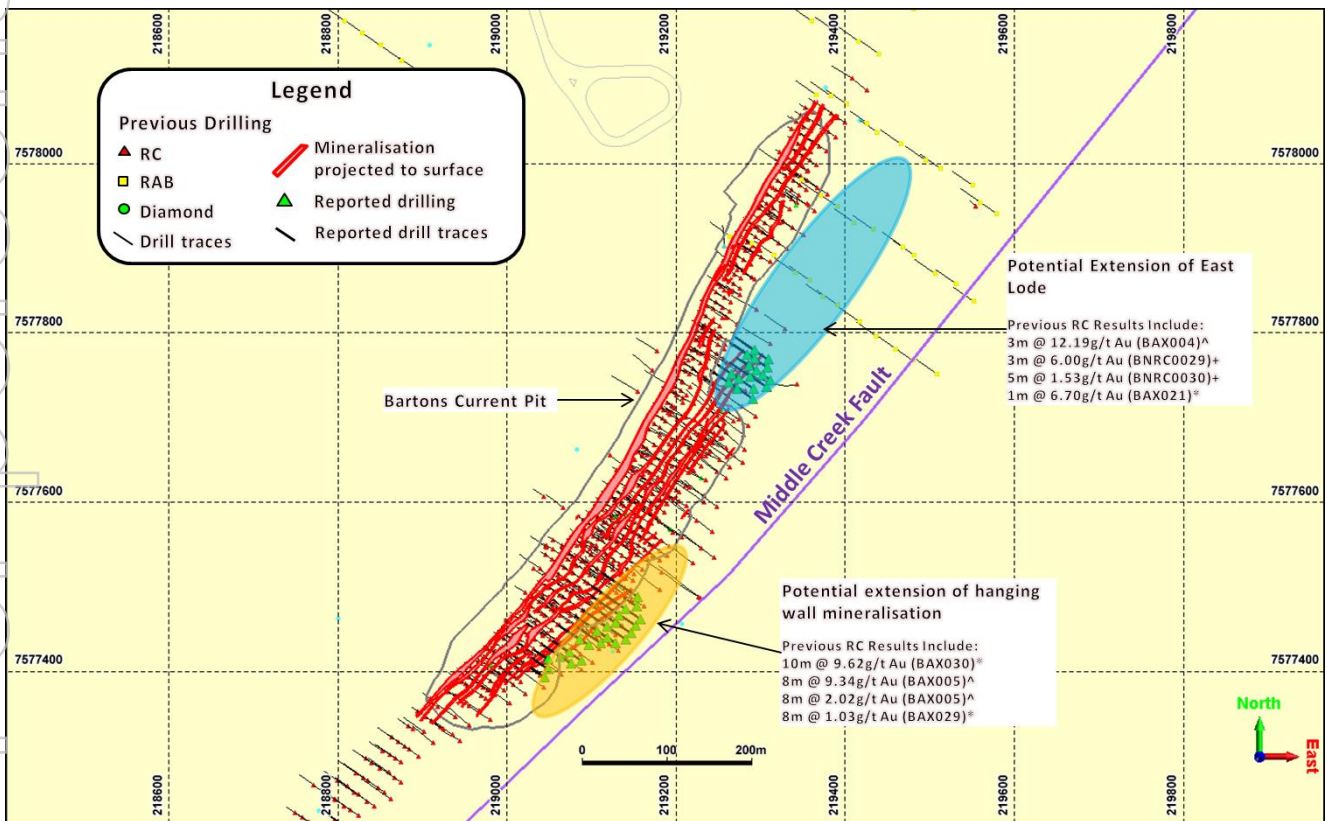 218600
218800
219000
219200
219400
219600
219800
Legend
Previous Drilling
RC
RAB
Diamond
Drill traces
Mineralisation
projected to surface
Reported drilling
Reported drill traces
7578000
7578000
Potential Extension of East
Lode
Previous RC Results Include:
3m @ 12.19g/t Au (BAX004)^
3m @ 6.00g/t Au (BNRC0029)+
5m @ 1.53g/t Au (BNRC0030)+
1m @ 6.70g/t Au (BAX021)*
7577800
7577800
Bartons Current Pit
Middle Creek Fault
7577600
7577600
Potential extension of hanging
wall mineralisation
Previous RC Results Include:
10m @ 9.62g/t Au (BAX030)*
8m @ 9.34g/t Au (BAX005)^
8m @ 2.02g/t Au (BAX005)^
8m @ 1.03g/t Au (BAX029)*
7577400
7577400
North
East
0 100 200m
218600
218800
219000
219200
219400
219600
219800